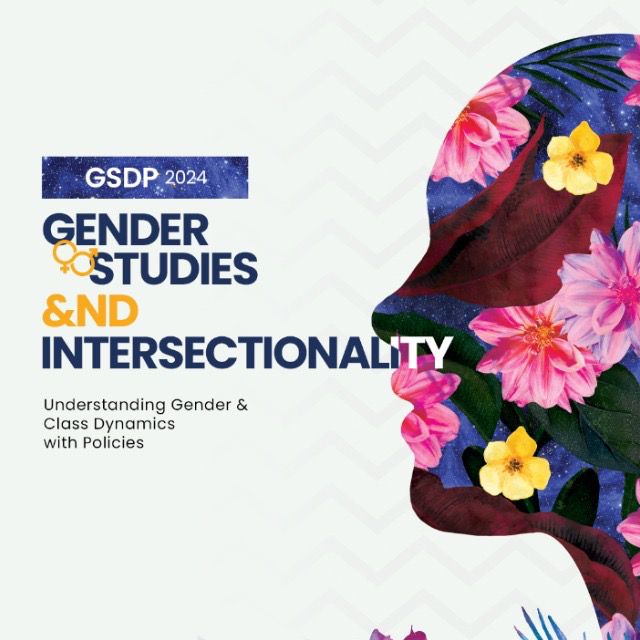 GSDP 2024
GENDER
STUDIES
&ND
INTERSECTIONALITY
Understanding Gender &
Class Dynamics
with Policies